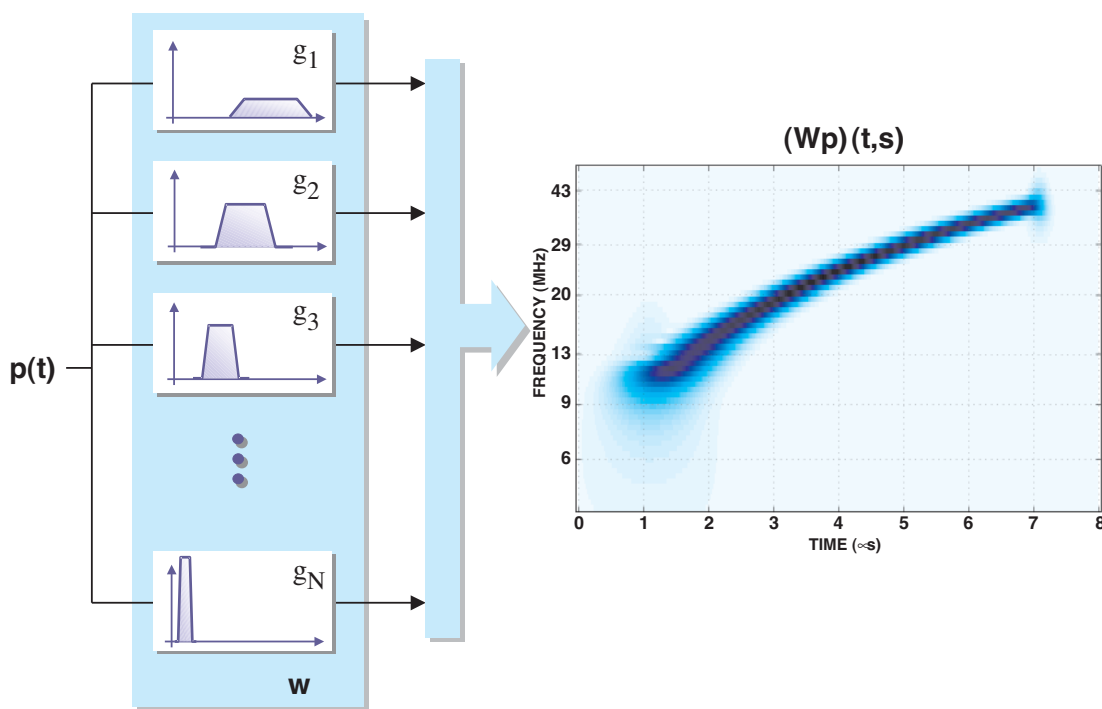 p(t)
g1
g2
g3
gN
w
(Wp)(t,s)
FREQUENCY (MHz)
43
29
20
13
9
6
0 1 2 3 4 5 6 7 8
TIME (∝s)